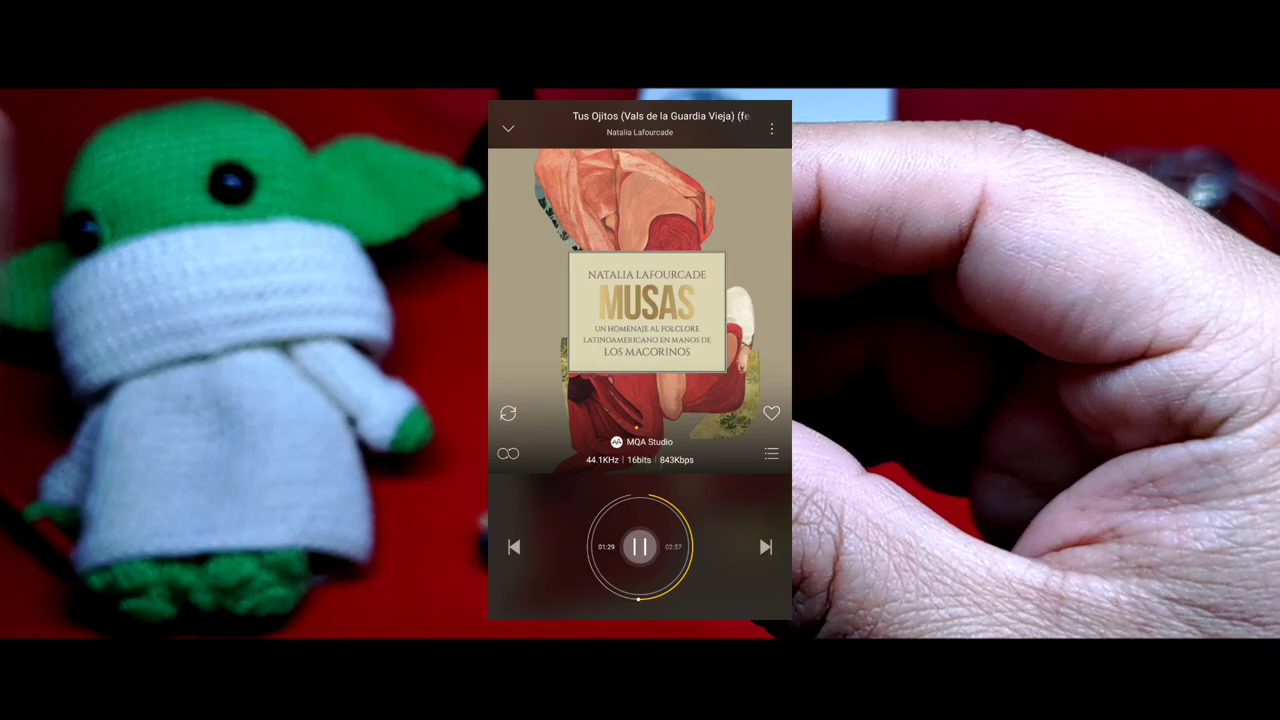 Tus Ojitos (Vals de la Guardia Vieja) (fe
Natalia Lafourcade
NATALIA LAFOURCADE
MUSAS
UN HOMENAJE AL FOLCLORE
LATINOAMERICANO EN MANOS DE
LOS MACORINOS
MQA Studio
44.1KHz | 16bits | 843Kbps
01:29
02:57